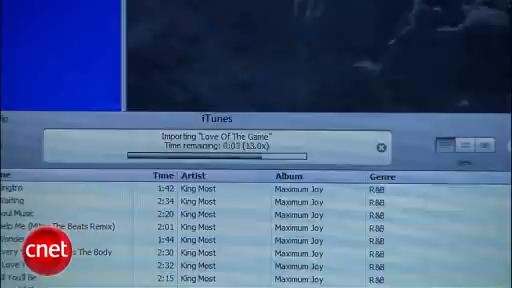 iTunes
Importing "Love Of The Game"
Time remaining: 0:03 (13.0x)
Time Artist Album Genre
1:42 King Most Maximum Joy R&B
2:34 King Most Maximum Joy R&B
Soul Music 2:20 King Most Maximum Joy R&B
The Beats Remix) 2:01 King Most Maximum Joy R&B
1:44 King Most Maximum Joy R&B
The Body 2:30 King Most Maximum Joy R&B
2:32 King Most Maximum Joy R&B
You'll Be 2:15 King Most Maximum Joy R&B
cnet